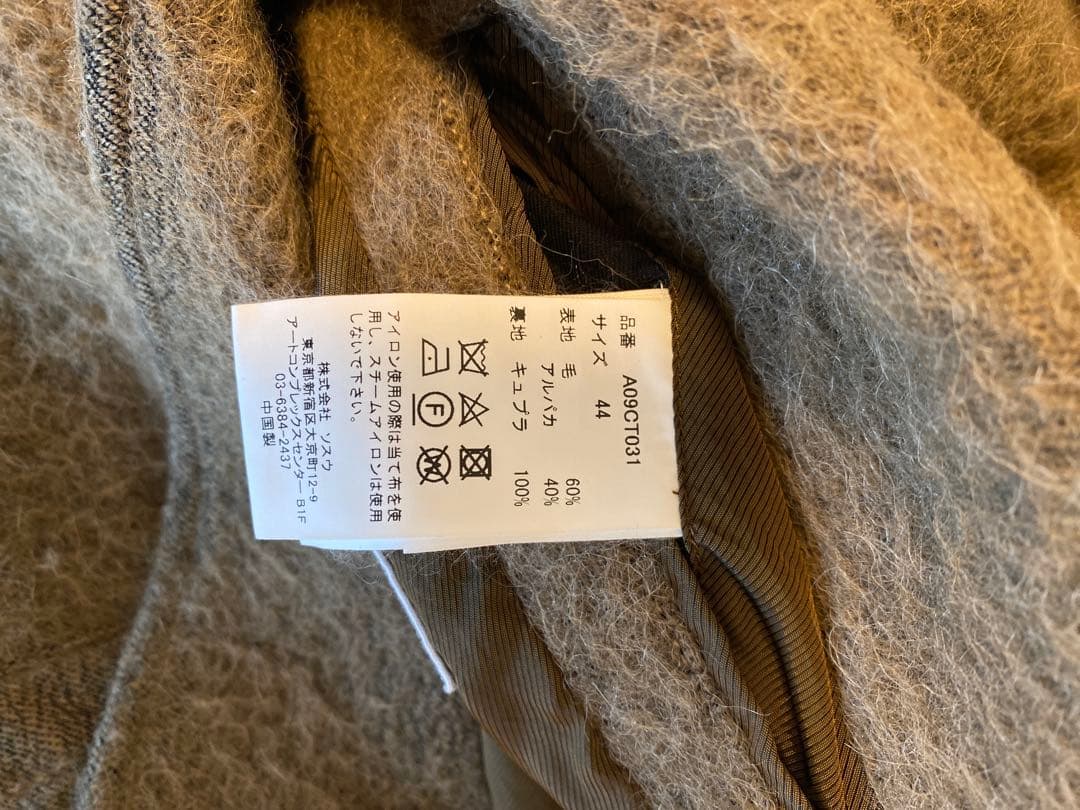 品番 A09CT031
サイズ 44
表地 毛 60%
アルパカ 40%
裏地 キュプラ 100%
F
アイロン使用の際は当て布を使
用し、スチームアイロンは使用
しないで下さい。
株式会社 ソスウ
東京都新宿区大京町12-9
アートコンプレックスセンター B1F
03-6384-2437
中国製